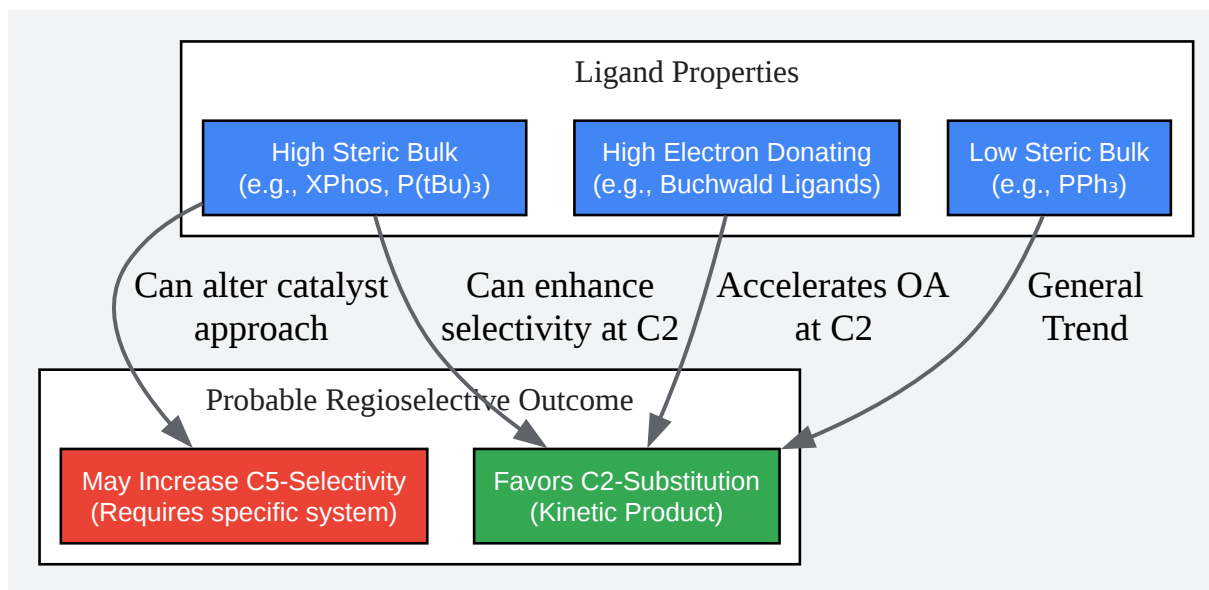 Ligand Properties
High Steric Bulk
(e.g., XPhos, P(tBu)₃)
High Electron Donating
(e.g., Buchwald Ligands)
Low Steric Bulk
(e.g., PPh₃)
Can alter catalyst
approach
Can enhance
selectivity at C2
Accelerates OA
at C2
General
Trend
Probable Regioselective Outcome
May Increase C5-Selectivity
(Requires specific system)
Favors C2-Substitution
(Kinetic Product)